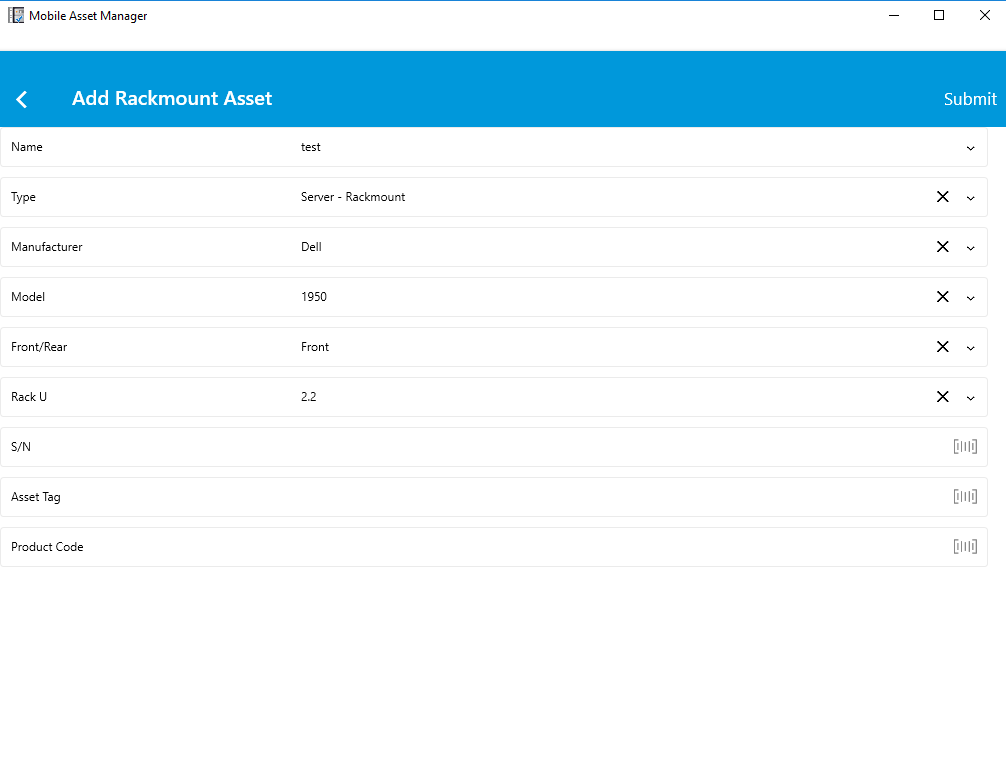 Mobile Asset Manager
Add Rackmount Asset Submit
Name test
Type Server - Rackmount
Manufacturer Dell
Model 1950
Front/Rear Front
Rack U 2.2
S/N
Asset Tag
Product Code